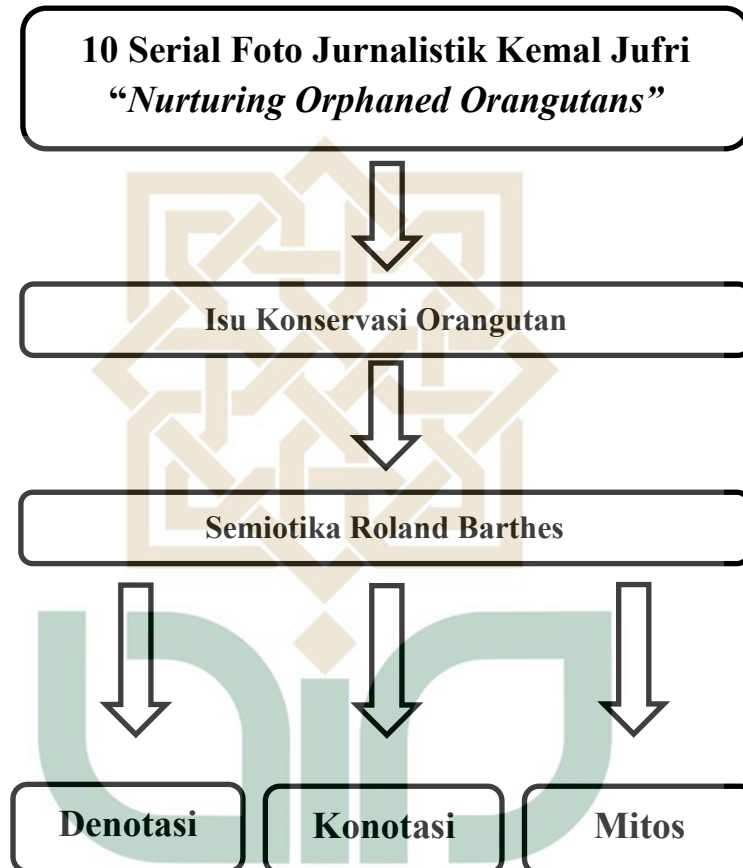 10 Serial Foto Jurnalistik Kemal Jufri
“Nurturing Orphaned Orangutans”
Isu Konservasi Orangutan
Semiotika Roland Barthes
Denotasi Konotasi Mitos